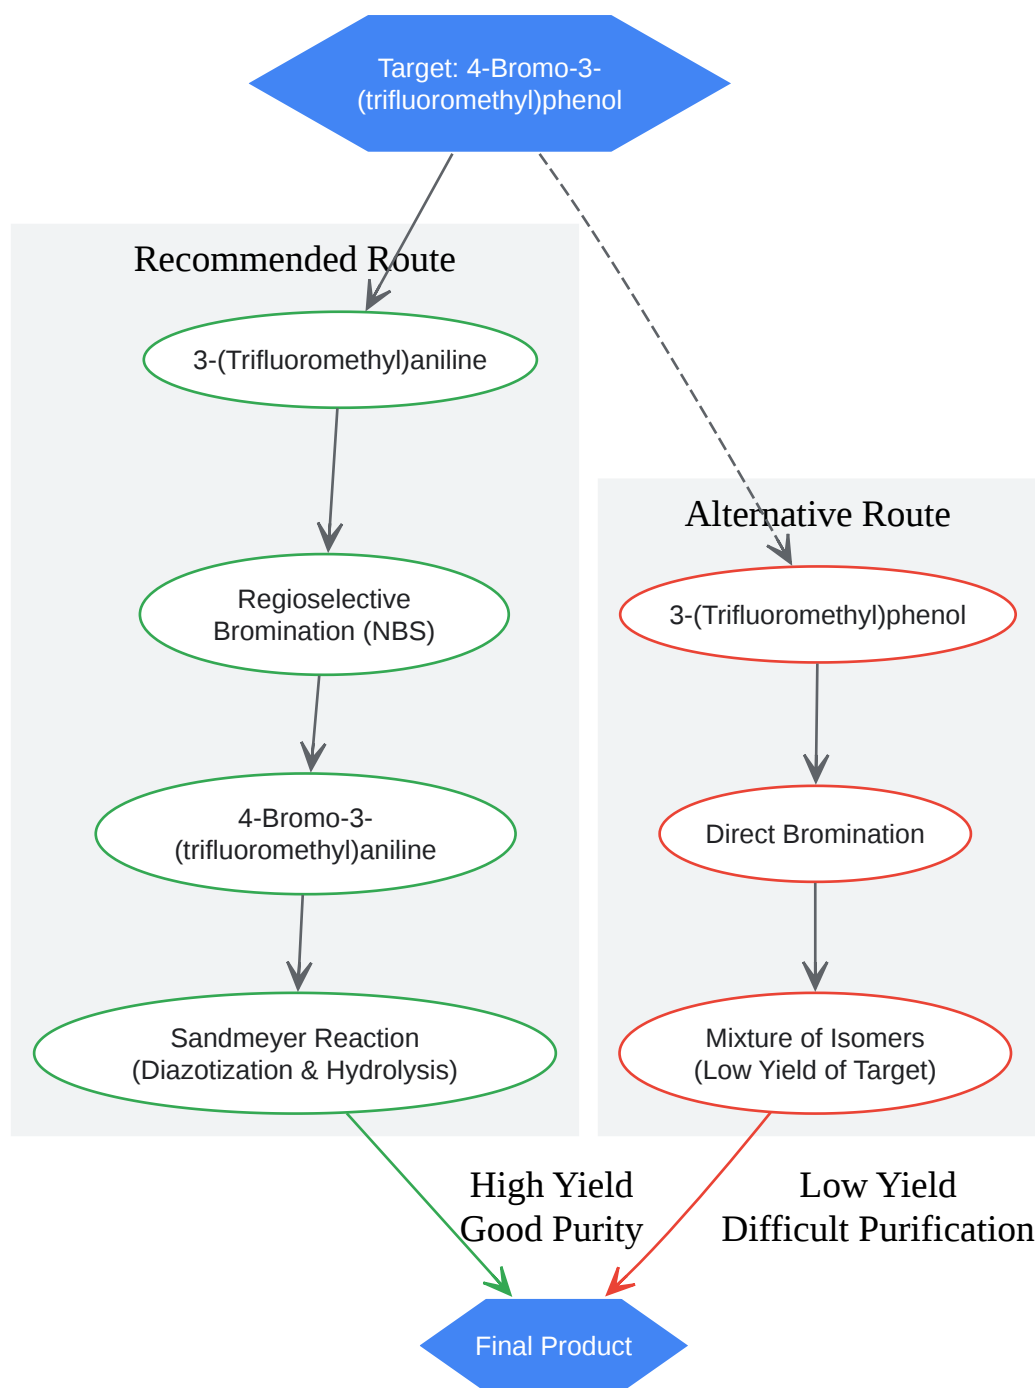 Target: 4-Bromo-3-
(trifluoromethyl)phenol
Recommended Route
3-(Trifluoromethyl)aniline
Regioselective
Bromination (NBS)
4-Bromo-3-
(trifluoromethyl)aniline
Sandmeyer Reaction
(Diazotization & Hydrolysis)
Alternative Route
3-(Trifluoromethyl)phenol
Direct Bromination
Mixture of Isomers
(Low Yield of Target)
High Yield
Good Purity
Low Yield
Difficult Purification
Final Product